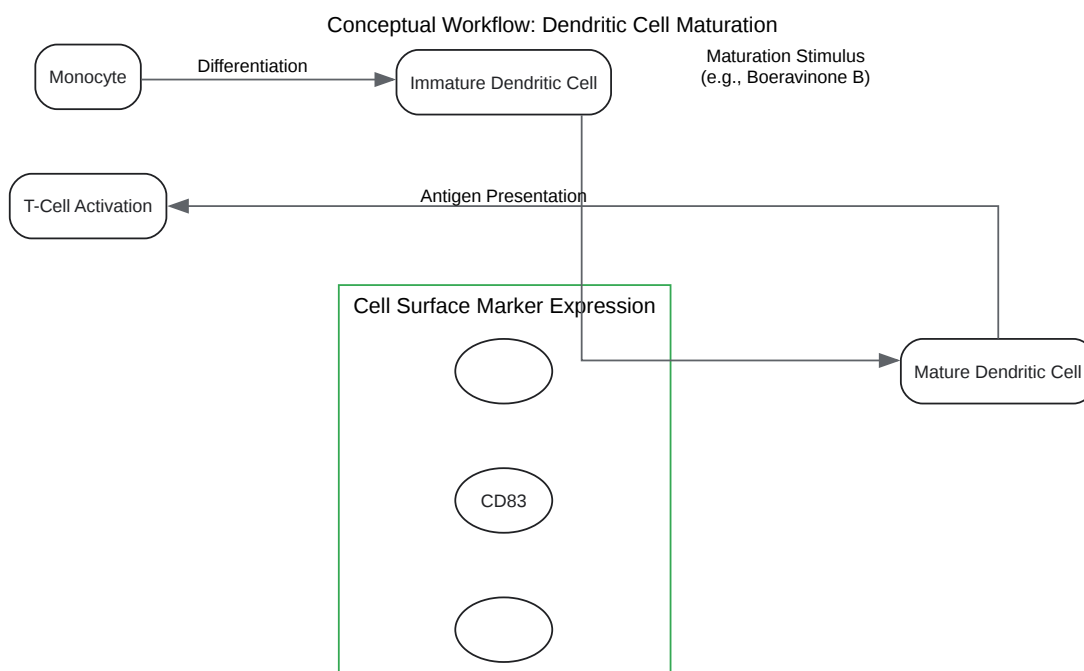 Conceptual Workflow: Dendritic Cell Maturation
Monocyte
Differentiation
Immature Dendritic Cell
Maturation Stimulus
(e.g., Boeravinone B)
T-Cell Activation
Antigen Presentation
Cell Surface Marker Expression
Mature Dendritic Cell
CD83